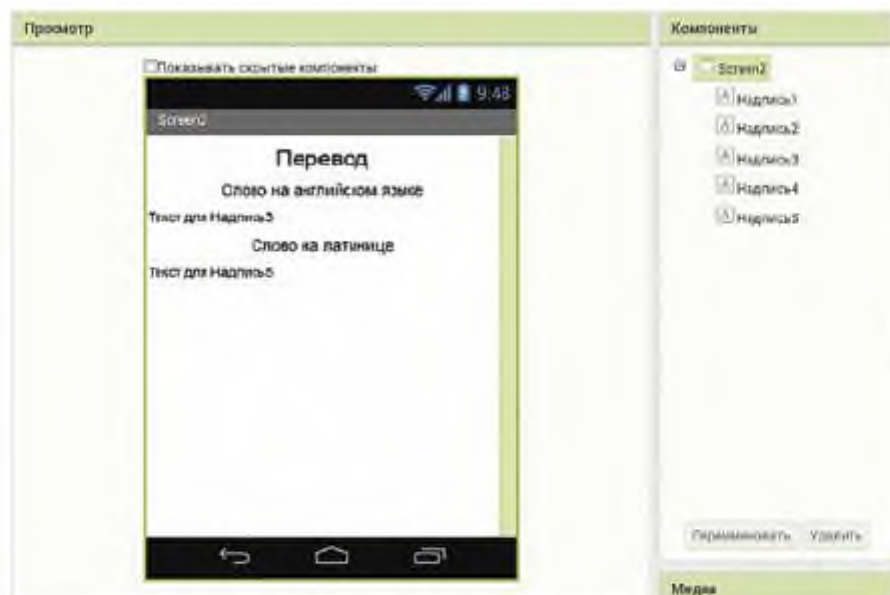 Просмотр
Показывать скрытые компоненты
9:48
Screen2
Перевод
Слово на английском языке
Текст для Надпись3
Слово на латинице
Текст для Надпись5
Компоненты
Screen2
Надпись1
Надпись2
Надпись3
Надпись4
Надпись5
Переименовать Удалить
Медиа